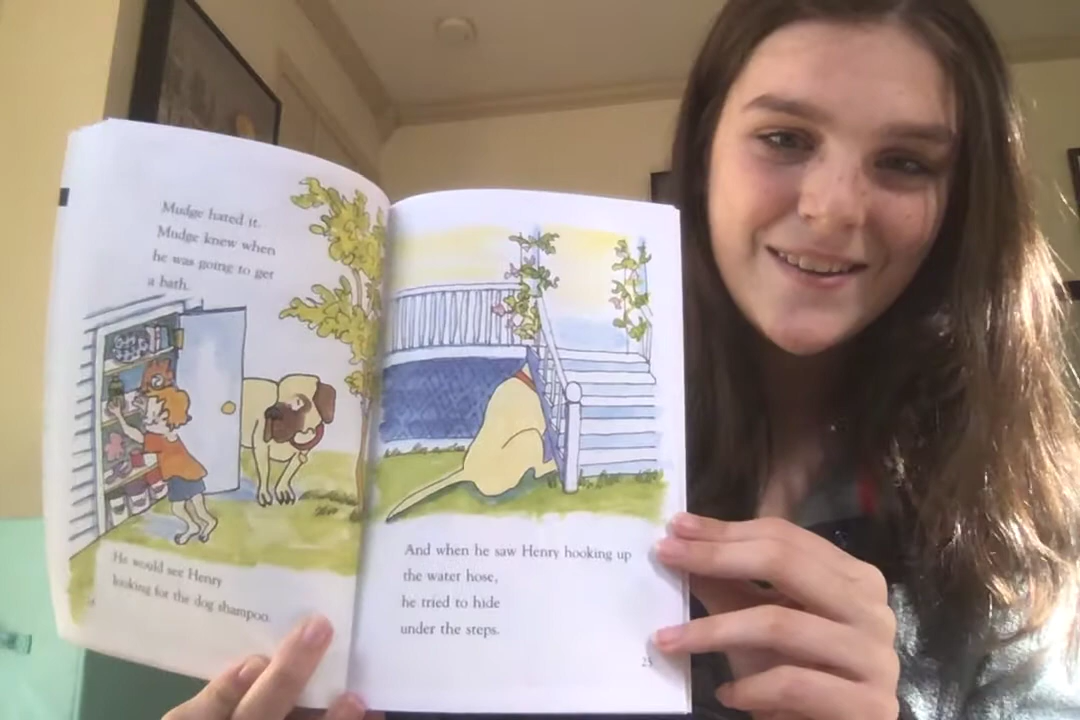 Mudge hated it.
Mudge knew when
he was going to get
a bath.
He would see Henry
looking for the dog shampoo.
And when he saw Henry hooking up
the water hose,
he tried to hide
under the steps.
25